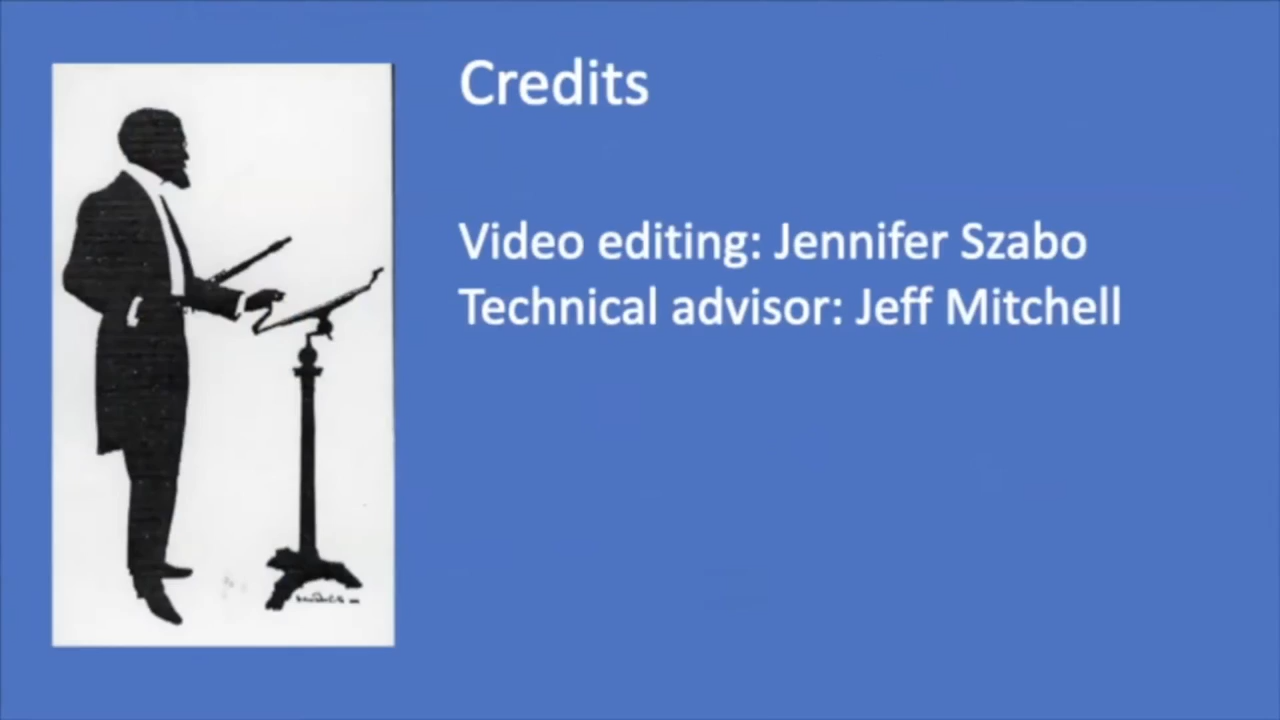 Credits
Video editing: Jennifer Szabo
Technical advisor: Jeff Mitchell